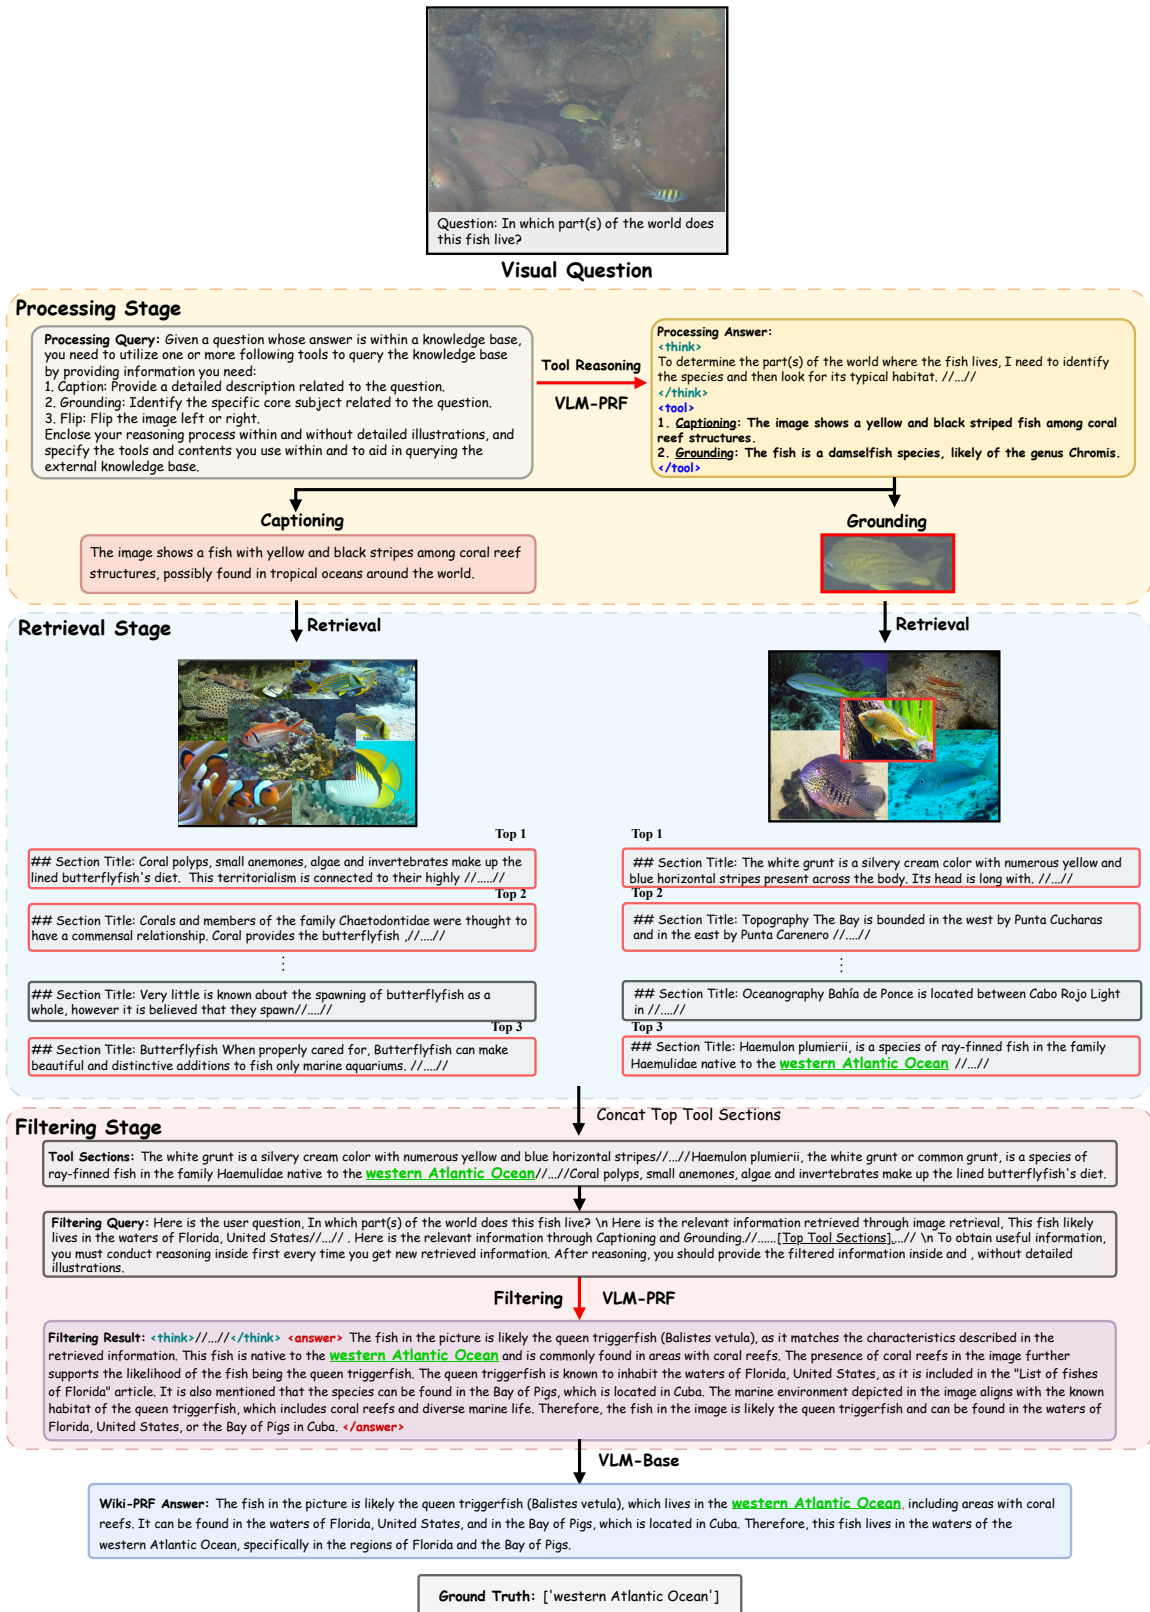 Question: In which part(s) of the world does
this fish live?
Visual Question
Processing Stage
Processing Query: Given a question whose answer is within a knowledge base,
you need to utilize one or more following tools to query the knowledge base
by providing information you need:
1. Caption: Provide a detailed description related to the question.
2. Grounding: Identify the specific core subject related to the question.
3. Flip: Flip the image left or right.
Enclose your reasoning process within and without detailed illustrations, and
specify the tools and contents you use within and to aid in querying the
external knowledge base.
Tool Reasoning
VLM-PRF
Processing Answer:
<think>
To determine the part(s) of the world where the fish lives, I need to identify
the species and then look for its typical habitat. //...//
</think>
<tool>
1. Captioning: The image shows a yellow and black striped fish among coral
reef structures.
2. Grounding: The fish is a damselfish species, likely of the genus Chromis.
</tool>
Captioning
The image shows a fish with yellow and black stripes among coral reef
structures, possibly found in tropical oceans around the world.
Grounding
Retrieval Stage
Retrieval
Retrieval
Top 1
## Section Title: Coral polyps, small anemones, algae and invertebrates make up the
lined butterflyfish's diet. This territorialism is connected to their highly //.....//
Top 2
## Section Title: Corals and members of the family Chaetodontidae were thought to
have a commensal relationship. Coral provides the butterflyfish ,//....//
⋮
## Section Title: Very little is known about the spawning of butterflyfish as a
whole, however it is believed that they spawn//....//
Top 3
## Section Title: Butterflyfish When properly cared for, Butterflyfish can make
beautiful and distinctive additions to fish only marine aquariums. //....//
Top 1
## Section Title: The white grunt is a silvery cream color with numerous yellow and
blue horizontal stripes present across the body. Its head is long with. //...//
Top 2
## Section Title: Topography The Bay is bounded in the west by Punta Cucharas
and in the east by Punta Carenero //....//
⋮
## Section Title: Oceanography Bahía de Ponce is located between Cabo Rojo Light
in //....//
Top 3
## Section Title: Haemulon plumierii, is a species of ray-finned fish in the family
Haemulidae native to the western Atlantic Ocean //...//
Concat Top Tool Sections
Filtering Stage
Tool Sections: The white grunt is a silvery cream color with numerous yellow and blue horizontal stripes//...//Haemulon plumierii, the white grunt or common grunt, is a species of
ray-finned fish in the family Haemulidae native to the western Atlantic Ocean//...//Coral polyps, small anemones, algae and invertebrates make up the lined butterflyfish's diet.
Filtering Query: Here is the user question, In which part(s) of the world does this fish live? \n Here is the relevant information retrieved through image retrieval, This fish likely
lives in the waters of Florida, United States//...// . Here is the relevant information through Captioning and Grounding.//......[Top Tool Sections]....// \n To obtain useful information,
you must conduct reasoning inside first every time you get new retrieved information. After reasoning, you should provide the filtered information inside and , without detailed
illustrations.
Filtering
VLM-PRF
Filtering Result: <think>//...//</think> <answer> The fish in the picture is likely the queen triggerfish (Balistes vetula), as it matches the characteristics described in the
retrieved information. This fish is native to the western Atlantic Ocean and is commonly found in areas with coral reefs. The presence of coral reefs in the image further
supports the likelihood of the fish being the queen triggerfish. The queen triggerfish is known to inhabit the waters of Florida, United States, as it is included in the "List of fishes
of Florida" article. It is also mentioned that the species can be found in the Bay of Pigs, which is located in Cuba. The marine environment depicted in the image aligns with the known
habitat of the queen triggerfish, which includes coral reefs and diverse marine life. Therefore, the fish in the image is likely the queen triggerfish and can be found in the waters of
Florida, United States, or the Bay of Pigs in Cuba. </answer>
VLM-Base
Wiki-PRF Answer: The fish in the picture is likely the queen triggerfish (Balistes vetula), which lives in the western Atlantic Ocean, including areas with coral
reefs. It can be found in the waters of Florida, United States, and in the Bay of Pigs, which is located in Cuba. Therefore, this fish lives in the waters of the
western Atlantic Ocean, specifically in the regions of Florida and the Bay of Pigs.
Ground Truth: ['western Atlantic Ocean']